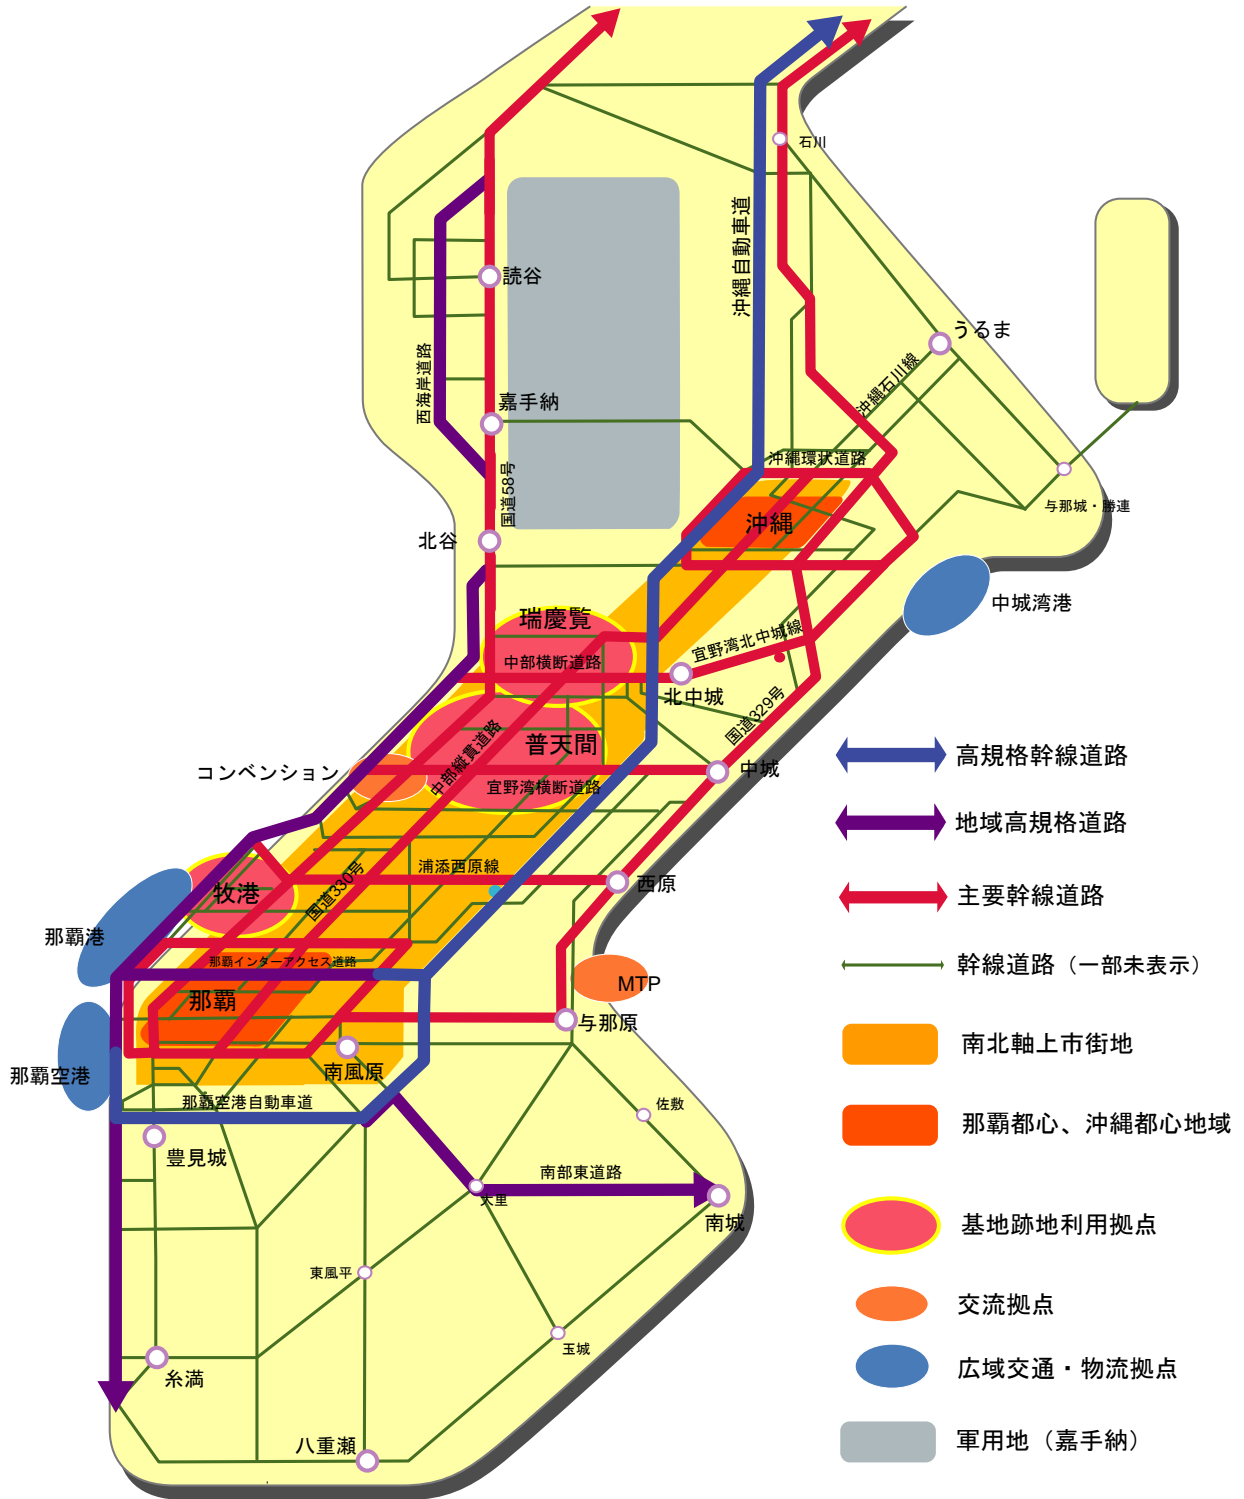 石川
沖縄自動車道
読谷
うるま
西海岸道路
沖縄石川線
嘉手納
沖縄環状道路
国道58号
与那城・勝連
沖縄
北谷
中城湾港
瑞慶覧
宜野湾北中城線
中部横断道路
北中城
国道329号
普天間
中部縦貫道路
高規格幹線道路
コンベンション
中城
宜野湾横断道路
地域高規格道路
浦添西原線
国道330号
西原
牧港
主要幹線道路
那覇港
那覇インターアクセス道路
幹線道路（一部未表示）
MTP
那覇
与那原
南北軸上市街地
南風原
那覇空港
那覇空港自動車道
佐敷
那覇都心、沖縄都心地域
豊見城
南部東道路
大里
南城
基地跡地利用拠点
東風平
交流拠点
玉城
糸満
広域交通・物流拠点
八重瀬
軍用地（嘉手納）